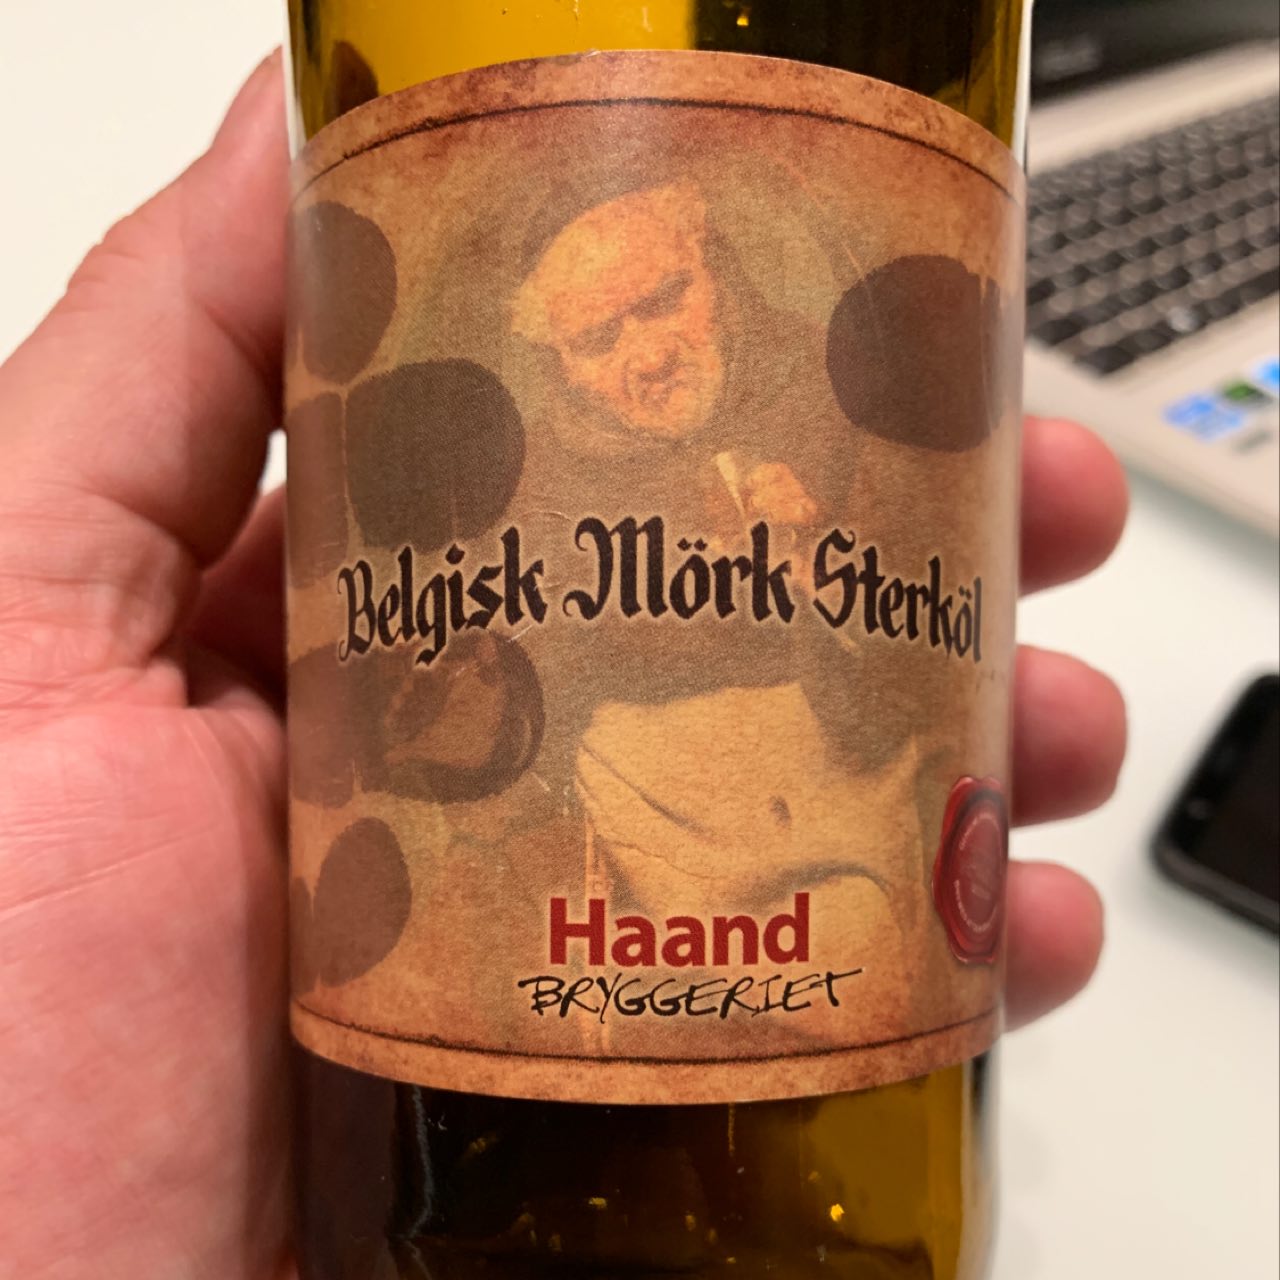 Belgisk Mörk Sterköl
Haand
BRYGGERIET